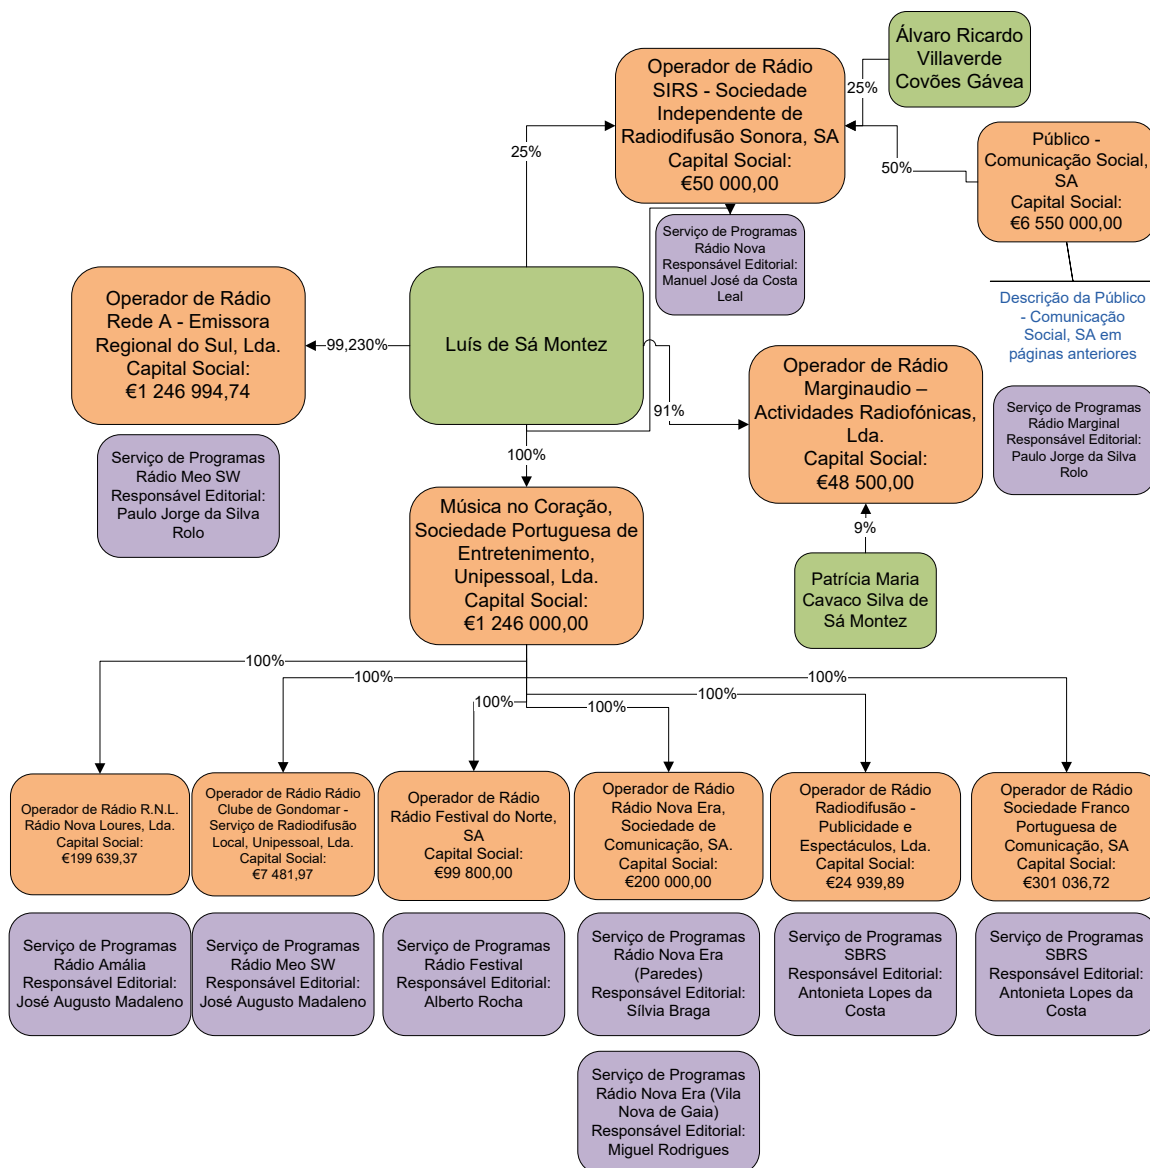 Álvaro Ricardo
Villaverde
Covões Gávea
Operador de Rádio
SIRS - Sociedade
Independente de
Radiodifusão Sonora, SA
Capital Social:
€50 000,00
25%
25%
50%
Público -
Comunicação Social,
SA
Capital Social:
€6 550 000,00
Serviço de Programas
Rádio Nova
Responsável Editorial:
Manuel José da Costa
Leal
Descrição da Público
- Comunicação
Social, SA em
páginas anteriores
Operador de Rádio
Rede A - Emissora
Regional do Sul, Lda.
Capital Social:
€1 246 994,74
99,230%
Luís de Sá Montez
91%
Operador de Rádio
Marginaudio –
Actividades Radiofónicas,
Lda.
Capital Social:
€48 500,00
Serviço de Programas
Rádio Marginal
Responsável Editorial:
Paulo Jorge da Silva
Rolo
Serviço de Programas
Rádio Meo SW
Responsável Editorial:
Paulo Jorge da Silva
Rolo
100%
Música no Coração,
Sociedade Portuguesa de
Entretenimento,
Unipessoal, Lda.
Capital Social:
€1 246 000,00
9%
Patrícia Maria
Cavaco Silva de
Sá Montez
100%
100%
100%
100%
100%
100%
Operador de Rádio R.N.L.
Rádio Nova Loures, Lda.
Capital Social:
€199 639,37
Operador de Rádio Rádio
Clube de Gondomar -
Serviço de Radiodifusão
Local, Unipessoal, Lda.
Capital Social:
€7 481,97
Operador de Rádio
Rádio Festival do Norte,
SA
Capital Social:
€99 800,00
Operador de Rádio
Rádio Nova Era,
Sociedade de
Comunicação, SA.
Capital Social:
€200 000,00
Operador de Rádio
Radiodifusão -
Publicidade e
Espectáculos, Lda.
Capital Social:
€24 939,89
Operador de Rádio
Sociedade Franco
Portuguesa de
Comunicação, SA
Capital Social:
€301 036,72
Serviço de Programas
Rádio Amália
Responsável Editorial:
José Augusto Madaleno
Serviço de Programas
Rádio Meo SW
Responsável Editorial:
José Augusto Madaleno
Serviço de Programas
Rádio Festival
Responsável Editorial:
Alberto Rocha
Serviço de Programas
Rádio Nova Era
(Paredes)
Responsável Editorial:
Sílvia Braga
Serviço de Programas
SBRS
Responsável Editorial:
Antonieta Lopes da
Costa
Serviço de Programas
SBRS
Responsável Editorial:
Antonieta Lopes da
Costa
Serviço de Programas
Rádio Nova Era (Vila
Nova de Gaia)
Responsável Editorial:
Miguel Rodrigues